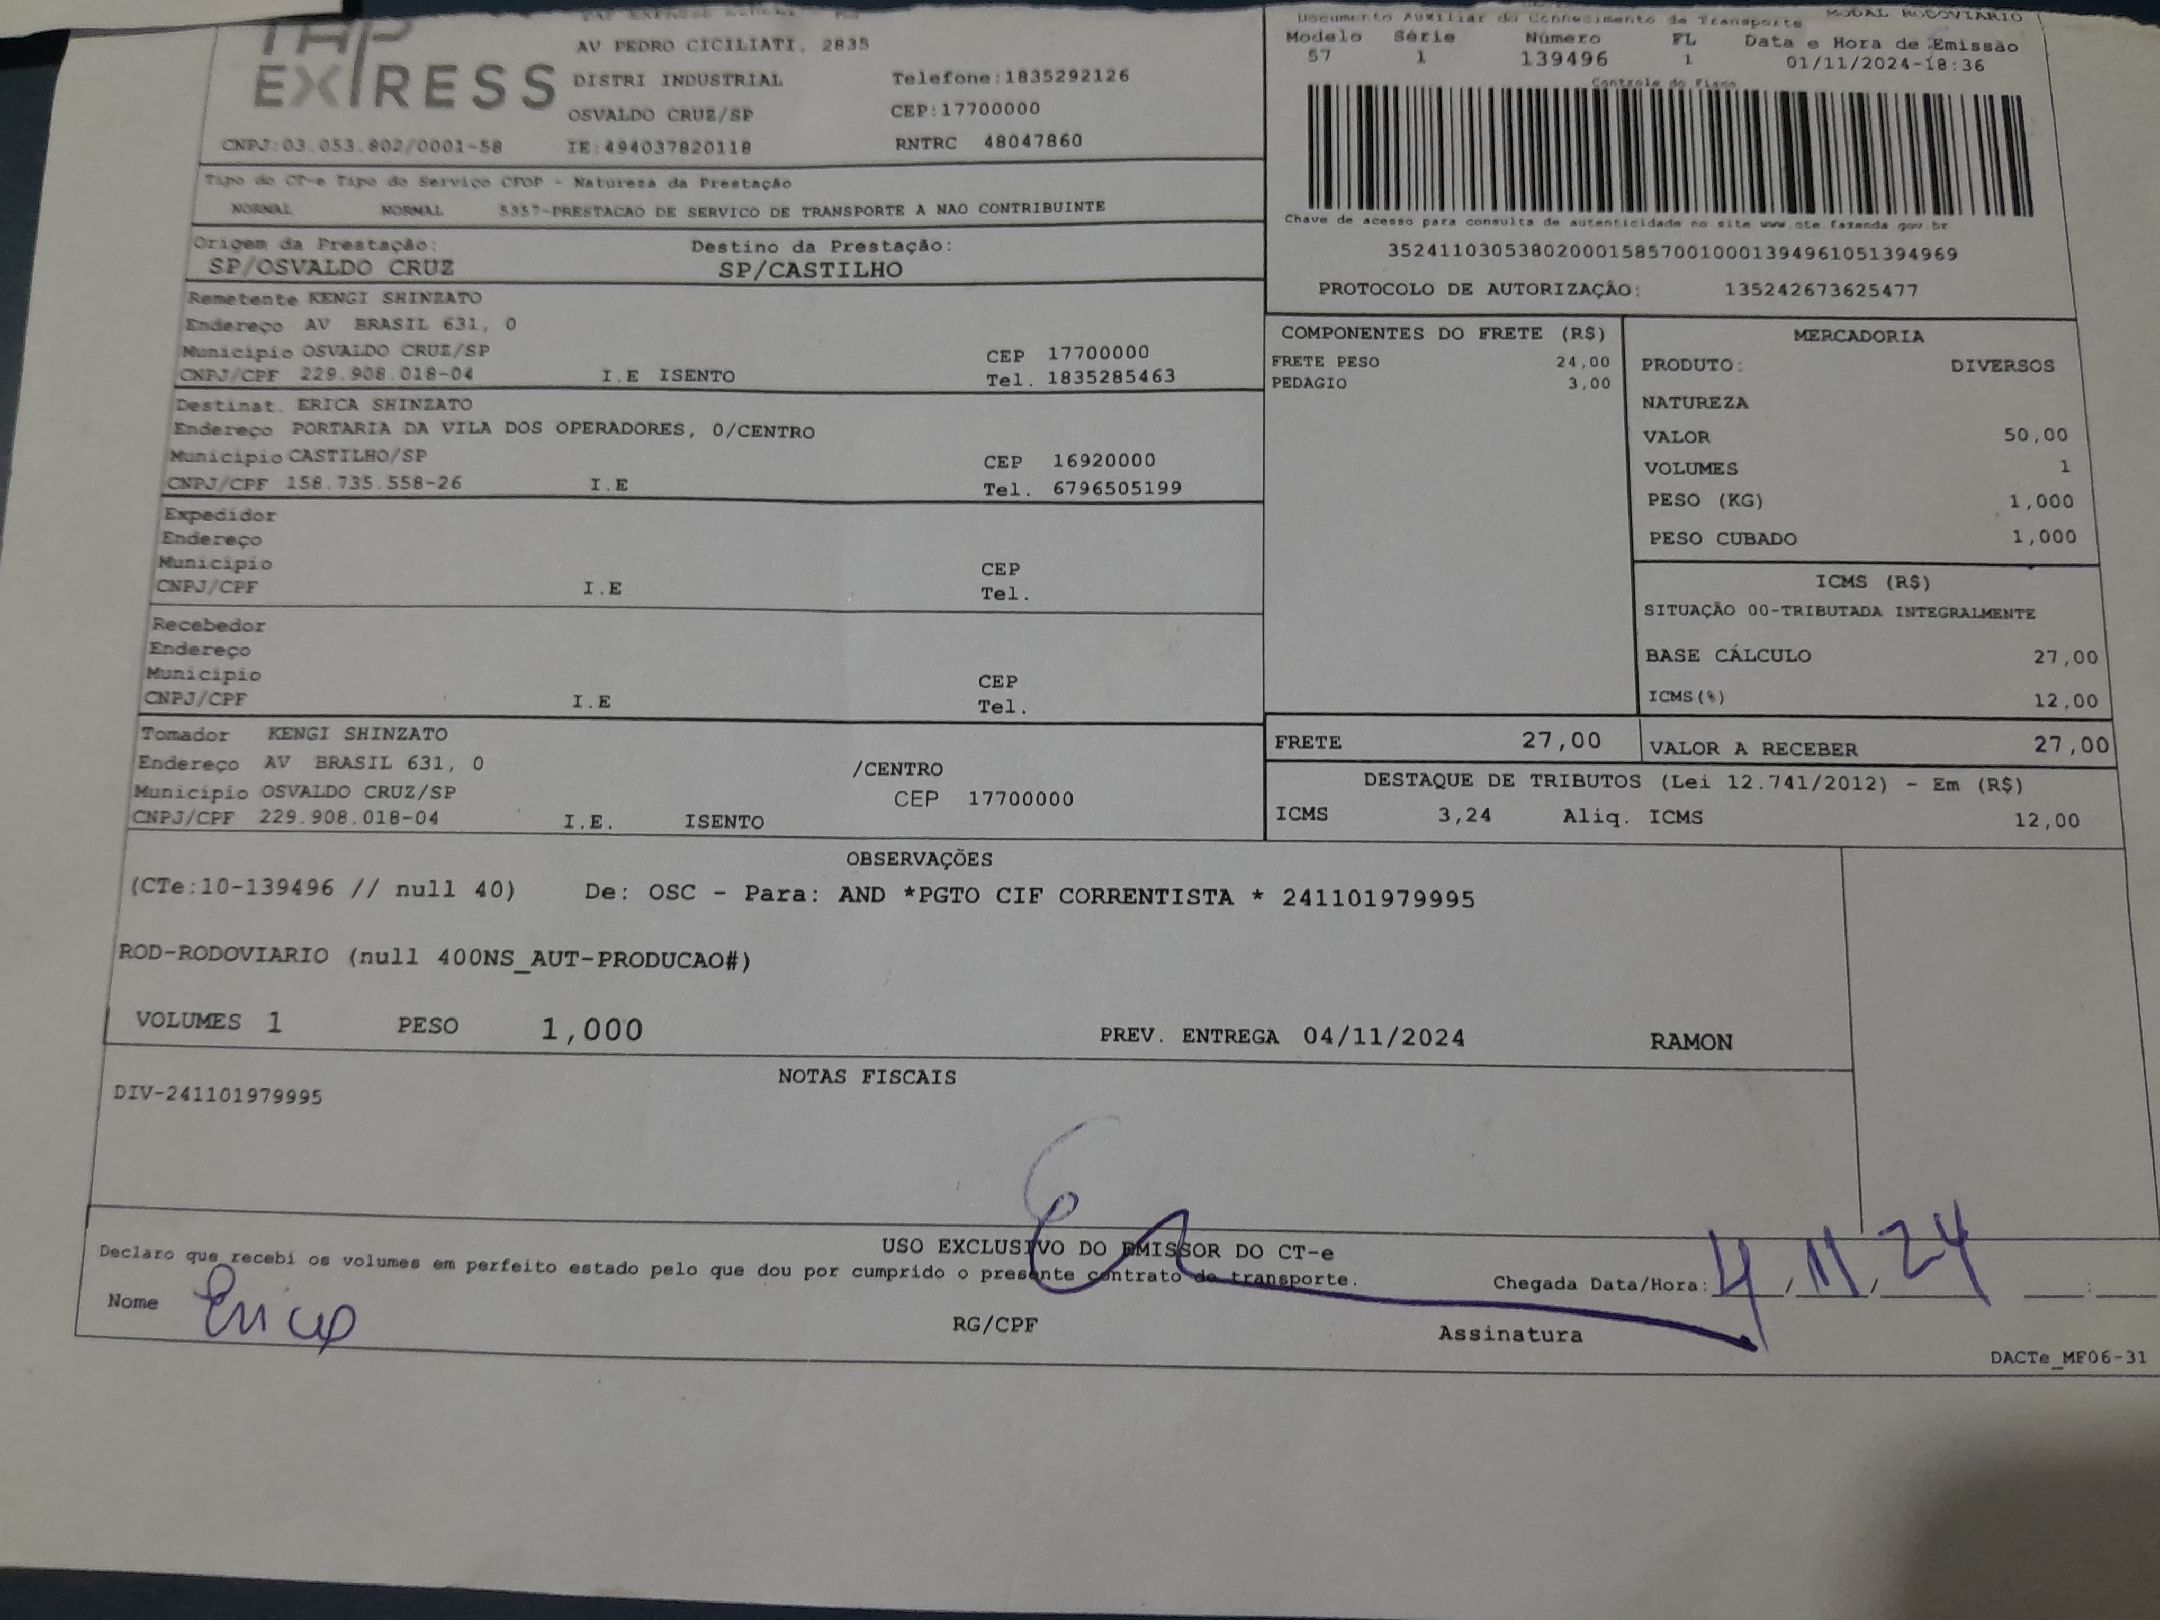 TAP EXPRESS
AV PEDRO CICILIATI, 2835
DISTRI INDUSTRIAL Telefone:1835292126
OSVALDO CRUZ/SP CEP:17700000
CNPJ:03.053.802/0001-58 IE:494037820118 RNTRC 48047860
Documento Auxiliar do Conhecimento de Transporte MODAL RODOVIARIO
Modelo Série Número FL Data e Hora de Emissão
57 1 139496 1 01/11/2024-18:36
Controle do Fisco
Chave de acesso para consulta de autenticidade no site www.cte.fazenda.gov.br
35241103053802000158570010001394961051394969
PROTOCOLO DE AUTORIZAÇÃO: 135242673625477
Tipo do CT-e Tipo do Serviço CFOP - Natureza da Prestação
NORMAL NORMAL 5357-PRESTACAO DE SERVICO DE TRANSPORTE A NAO CONTRIBUINTE
Origem da Prestação: Destino da Prestação:
SP/OSVALDO CRUZ SP/CASTILHO
Remetente KENGI SHINZATO
Endereço AV BRASIL 631, 0
Município OSVALDO CRUZ/SP CEP 17700000
CNPJ/CPF 229.908.018-04 I.E ISENTO Tel. 1835285463
Destinat. ERICA SHINZATO
Endereço PORTARIA DA VILA DOS OPERADORES, 0/CENTRO
Município CASTILHO/SP CEP 16920000
CNPJ/CPF 158.735.558-26 I.E Tel. 6796505199
Expedidor
Endereço
Município CEP
CNPJ/CPF I.E Tel.
Recebedor
Endereço
Município CEP
CNPJ/CPF I.E Tel.
Tomador KENGI SHINZATO
Endereço AV BRASIL 631, 0 /CENTRO
Município OSVALDO CRUZ/SP CEP 17700000
CNPJ/CPF 229.908.018-04 I.E. ISENTO
COMPONENTES DO FRETE (R$)
FRETE PESO 24,00
PEDAGIO 3,00
MERCADORIA
PRODUTO: DIVERSOS
NATUREZA
VALOR 50,00
VOLUMES 1
PESO (KG) 1,000
PESO CUBADO 1,000
ICMS (R$)
SITUAÇÃO 00-TRIBUTADA INTEGRALMENTE
BASE CÁLCULO 27,00
ICMS(%) 12,00
FRETE 27,00 VALOR A RECEBER 27,00
DESTAQUE DE TRIBUTOS (Lei 12.741/2012) - Em (R$)
ICMS 3,24 Aliq. ICMS 12,00
OBSERVAÇÕES
(CTe:10-139496 // null 40) De: OSC - Para: AND *PGTO CIF CORRENTISTA * 241101979995
ROD-RODOVIARIO (null 400NS_AUT-PRODUCAO#)
VOLUMES 1 PESO 1,000 PREV. ENTREGA 04/11/2024 RAMON
NOTAS FISCAIS
DIV-241101979995
USO EXCLUSIVO DO EMISSOR DO CT-e
Declaro que recebi os volumes em perfeito estado pelo que dou por cumprido o presente contrato de transporte. Chegada Data/Hora: 4/11/24 :
Nome Erica RG/CPF Assinatura
DACTe_MF06-31